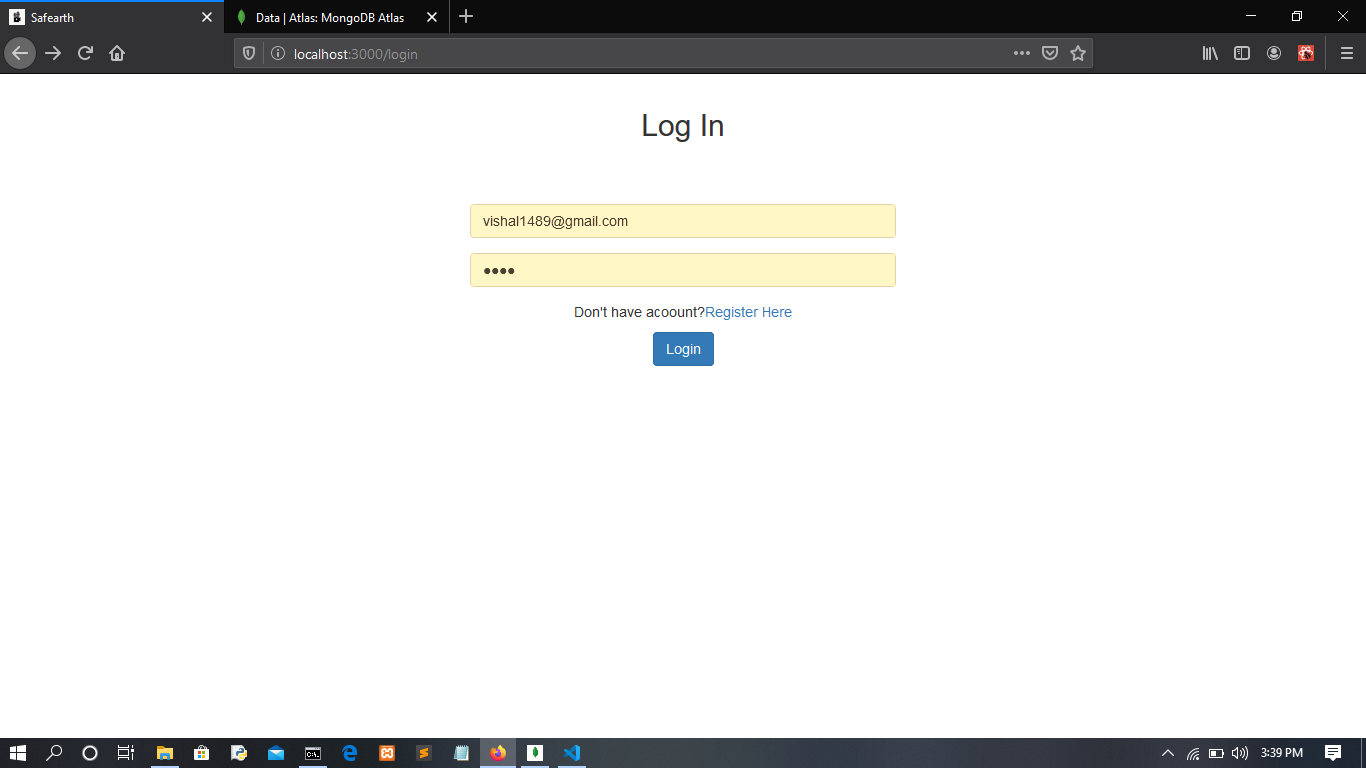 Safearth
Data | Atlas: MongoDB Atlas
localhost:3000/login
Log In
vishal1489@gmail.com
Don't have acoount?Register Here
Login
3:39 PM